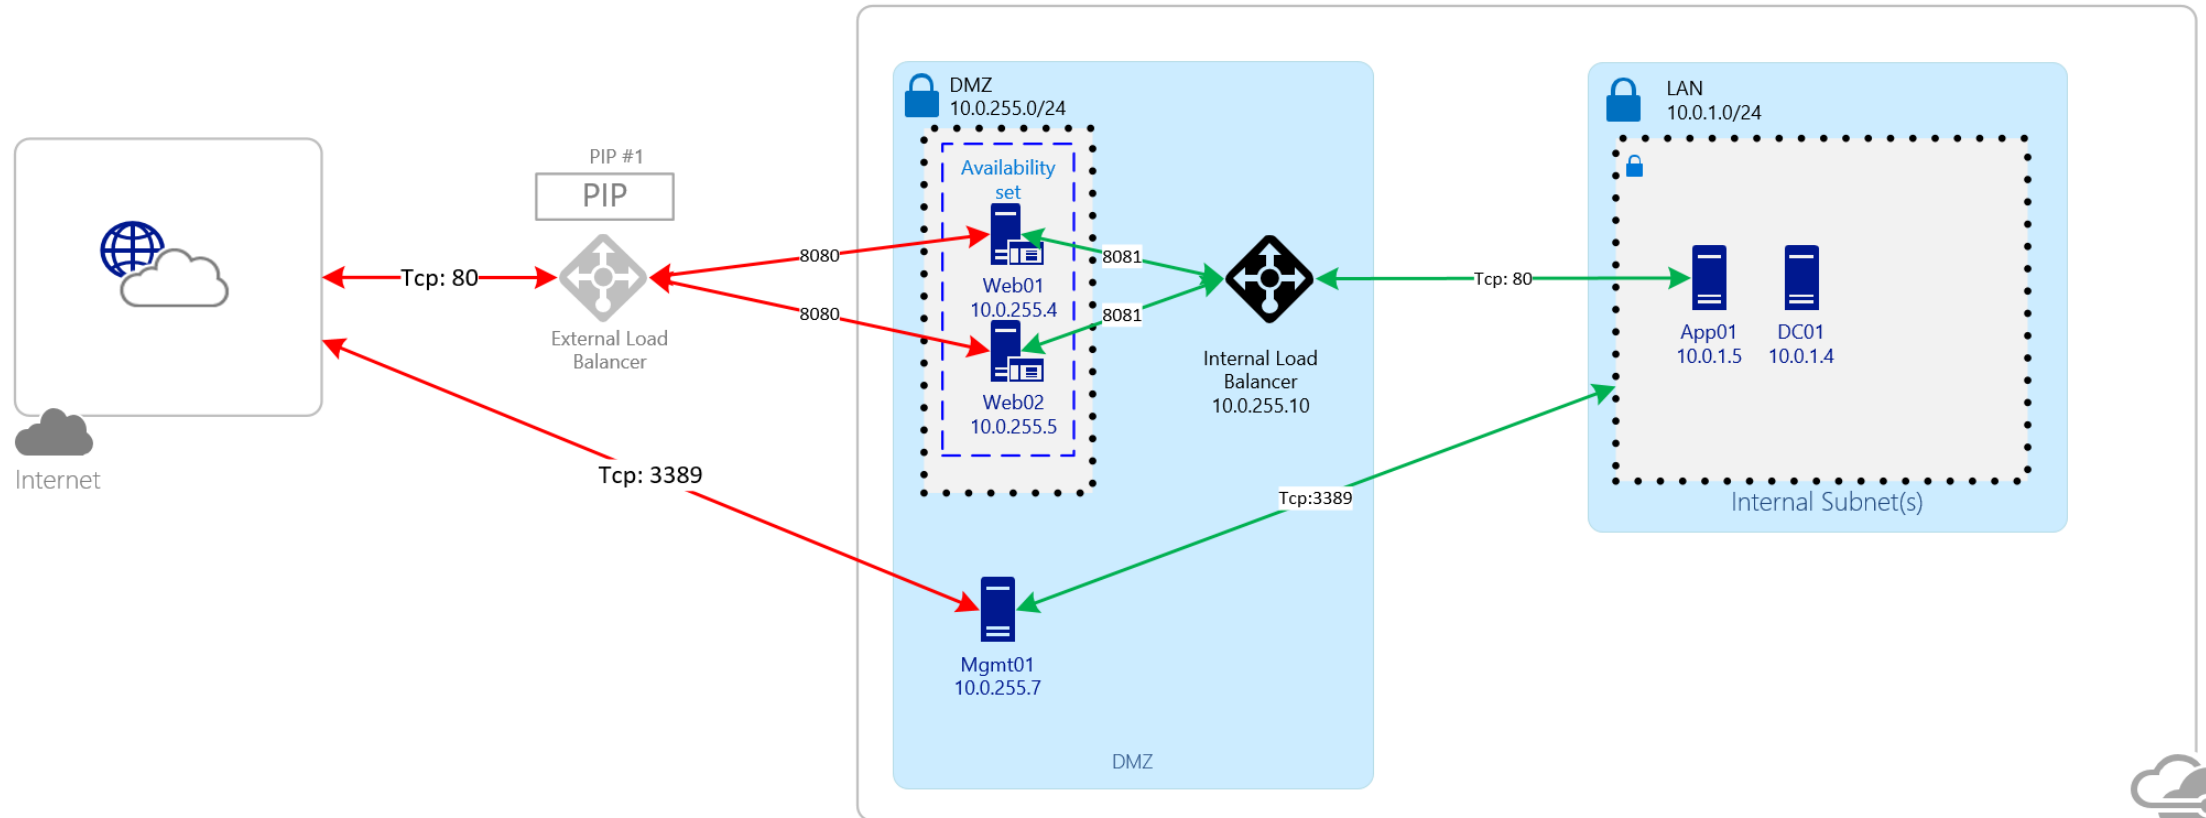 Internet
PIP #1
PIP
External Load
Balancer
Tcp: 80
Tcp: 3389
8080
8080
DMZ
10.0.255.0/24
Availability
set
Web01
10.0.255.4
Web02
10.0.255.5
8081
8081
Internal Load
Balancer
10.0.255.10
Mgmt01
10.0.255.7
DMZ
Tcp: 80
Tcp:3389
LAN
10.0.1.0/24
App01
10.0.1.5
DC01
10.0.1.4
Internal Subnet(s)